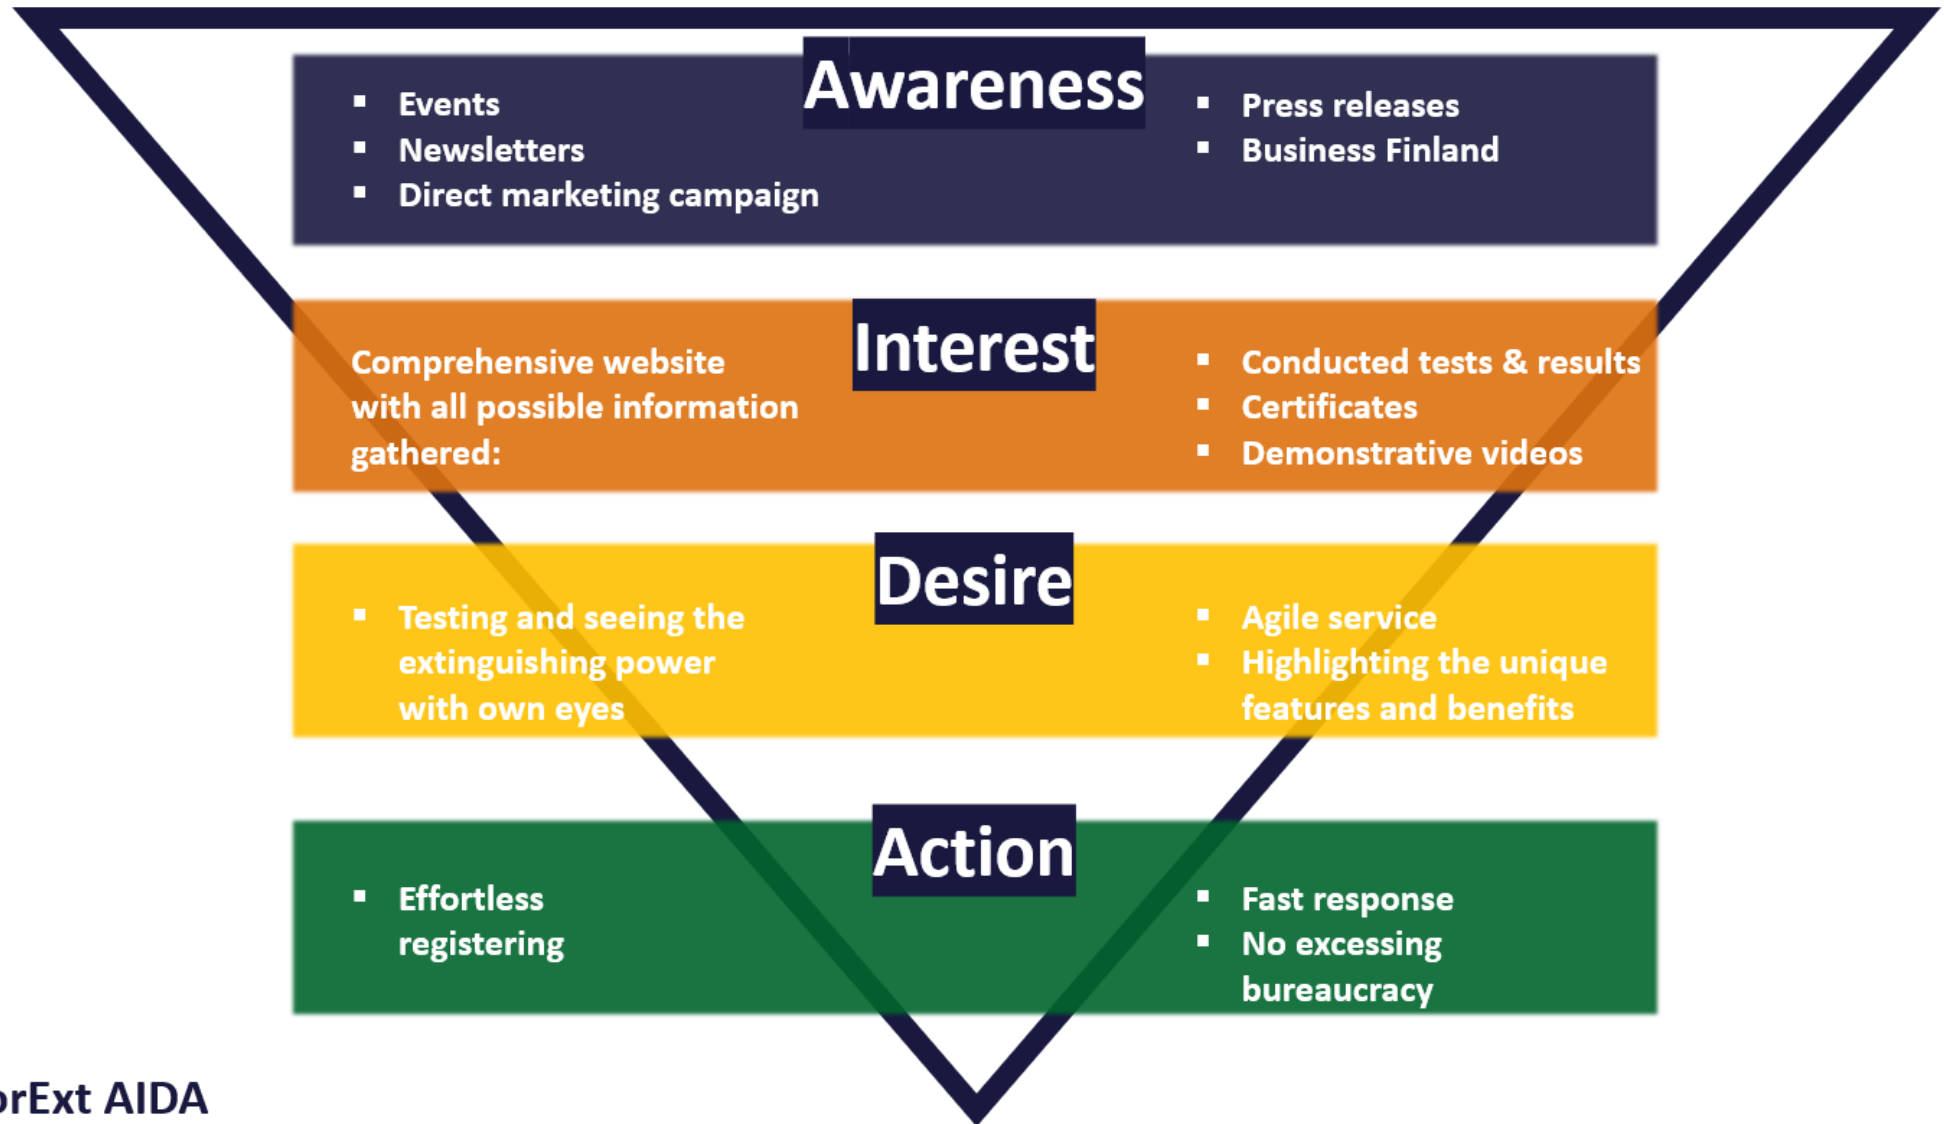 Awareness
▪ Events
▪ Newsletters
▪ Direct marketing campaign
▪ Press releases
▪ Business Finland
Interest
Comprehensive website
with all possible information
gathered:
▪ Conducted tests & results
▪ Certificates
▪ Demonstrative videos
Desire
▪ Testing and seeing the
extinguishing power
with own eyes
▪ Agile service
▪ Highlighting the unique
features and benefits
Action
▪ Effortless
registering
▪ Fast response
▪ No excessing
bureaucracy
AIDA